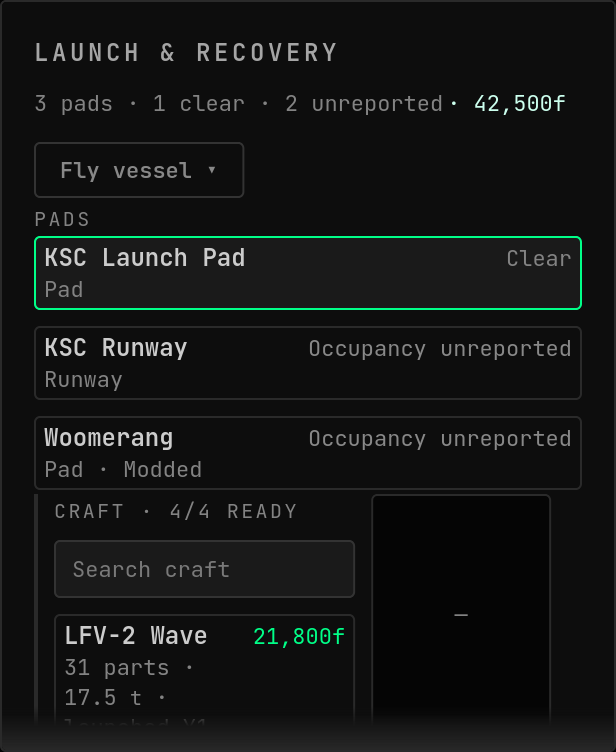 LAUNCH & RECOVERY
3 pads · 1 clear · 2 unreported · 42,500f
Fly vessel ▾
PADS
KSC Launch Pad Clear
Pad
KSC Runway Occupancy unreported
Runway
Woomerang Occupancy unreported
Pad · Modded
CRAFT · 4/4 READY
Search craft
—
LFV-2 Wave 21,800f
31 parts ·
17.5 t ·